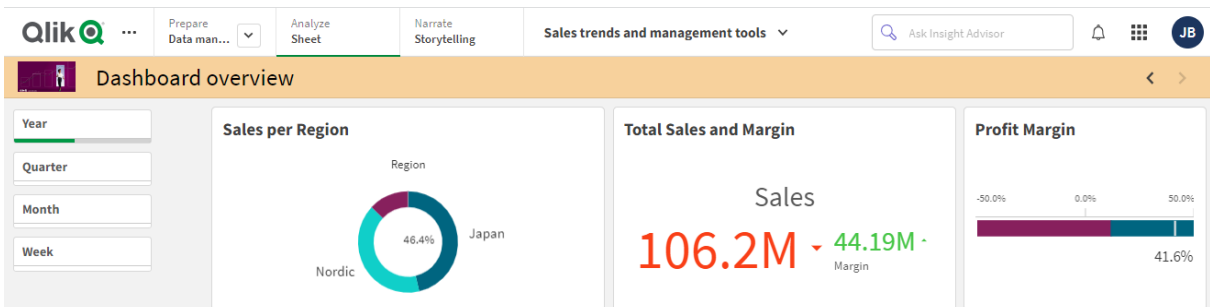 Qlik ... Prepare Analyze Narrate
Data man... Sheet Storytelling Sales trends and management tools Ask Insight Advisor JB
Dashboard overview
Year
Quarter
Month
Week
Sales per Region
Region
46.4%
Japan
Nordic
Total Sales and Margin
Sales
106.2M
44.19M
Margin
Profit Margin
-50.0% 0.0% 50.0%
41.6%